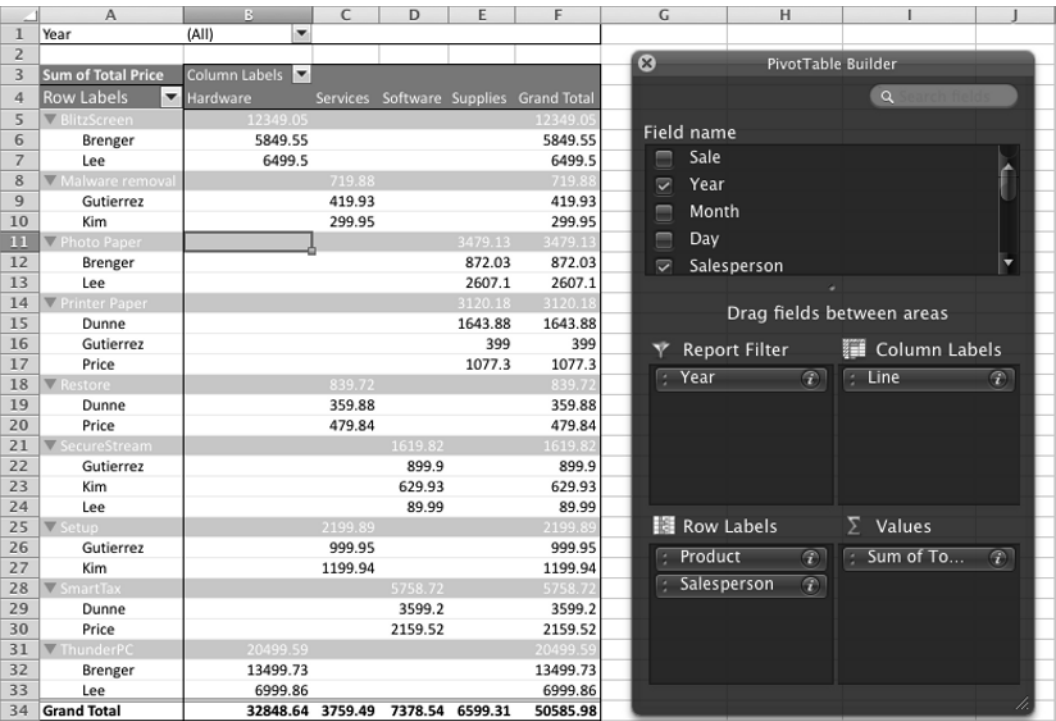 A B C D E F G H I J
1 Year (All)
2
3 Sum of Total Price Column Labels
4 Row Labels Hardware Services Software Supplies Grand Total
5 BlitzScreen 12349.05 12349.05
6 Brenger 5849.55 5849.55
7 Lee 6499.5 6499.5
8 Malware removal 719.88 719.88
9 Gutierrez 419.93 419.93
10 Kim 299.95 299.95
11 Photo Paper 3479.13 3479.13
12 Brenger 872.03 872.03
13 Lee 2607.1 2607.1
14 Printer Paper 3120.18 3120.18
15 Dunne 1643.88 1643.88
16 Gutierrez 399 399
17 Price 1077.3 1077.3
18 Restore 839.72 839.72
19 Dunne 359.88 359.88
20 Price 479.84 479.84
21 SecureStream 1619.82 1619.82
22 Gutierrez 899.9 899.9
23 Kim 629.93 629.93
24 Lee 89.99 89.99
25 Setup 2199.89 2199.89
26 Gutierrez 999.95 999.95
27 Kim 1199.94 1199.94
28 SmartTax 5758.72 5758.72
29 Dunne 3599.2 3599.2
30 Price 2159.52 2159.52
31 ThunderPC 20499.59 20499.59
32 Brenger 13499.73 13499.73
33 Lee 6999.86 6999.86
34 Grand Total 32848.64 3759.49 7378.54 6599.31 50585.98
PivotTable Builder
Search fields
Field name
Sale
Year
Month
Day
Salesperson
Drag fields between areas
Report Filter Column Labels
Year Line
Row Labels Values
Product Sum of To...
Salesperson